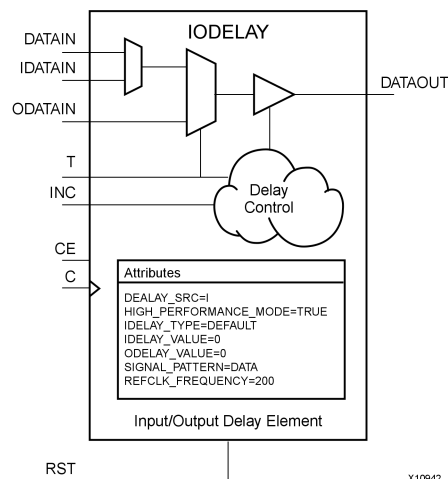 IODELAY
DATAIN
IDATAIN
DATAOUT
ODATAIN
T
INC
Delay
Control
CE
C
Attributes
DEALAY_SRC=I
HIGH_PERFORMANCE_MODE=TRUE
IDELAY_TYPE=DEFAULT
IDELAY_VALUE=0
ODELAY_VALUE=0
SIGNAL_PATTERN=DATA
REFCLK_FREQUENCY=200
Input/Output Delay Element
RST
X10942